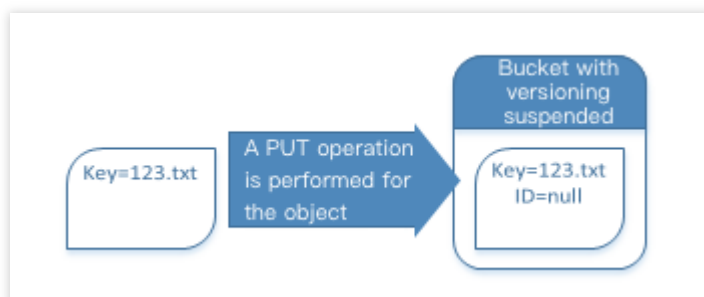 Key=123.txt
A PUT operation
is performed for
the object
Bucket with
versioning
suspended
Key=123.txt
ID=null